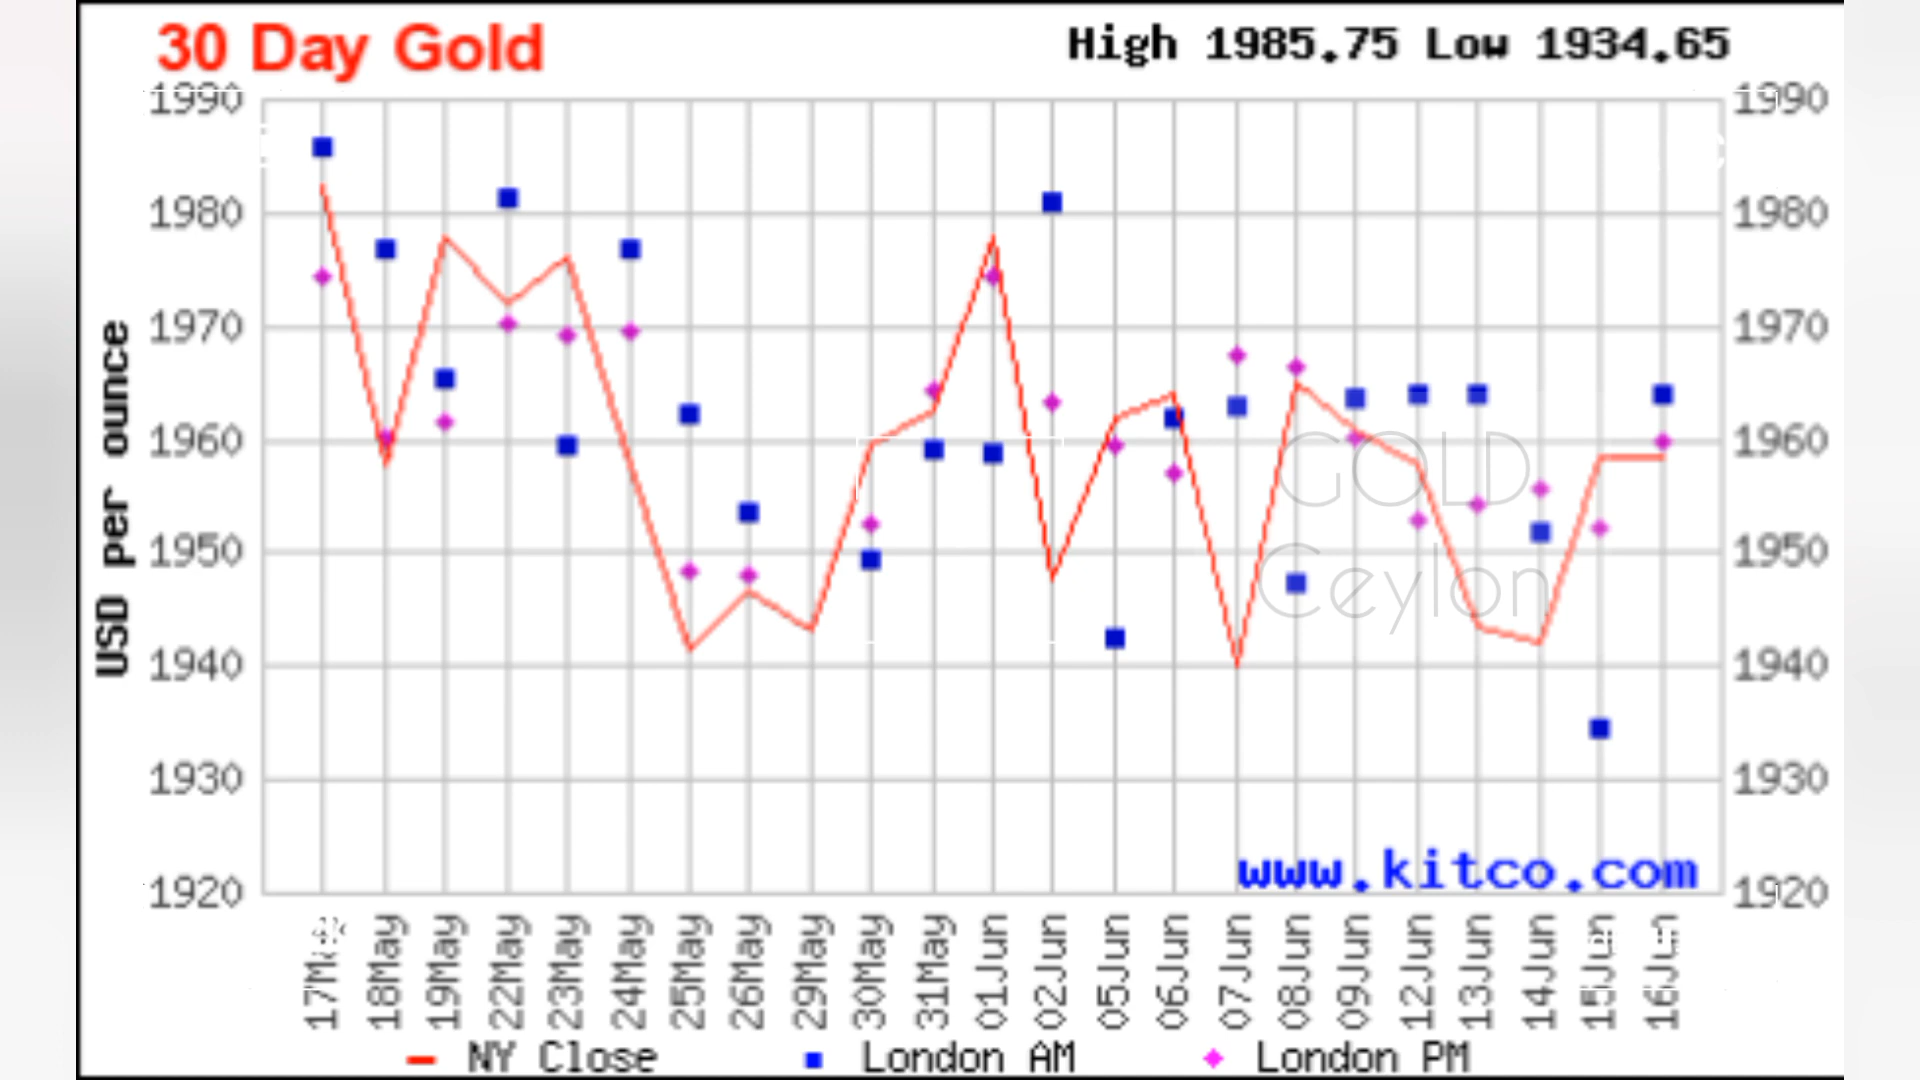 30 Day Gold
High 1985.75 Low 1934.65
USD per ounce
1990 1990
1980 1980
1970 1970
1960 1960
1950 1950
1940 1940
1930 1930
1920 1920
GOLD
Ceylon
www.kitco.com
17May 18May 19May 22May 23May 24May 25May 26May 29May 30May 31May 01Jun 02Jun 05Jun 06Jun 07Jun 08Jun 09Jun 12Jun 13Jun 14Jun 15Jun 16Jun
NY Close London AM London PM